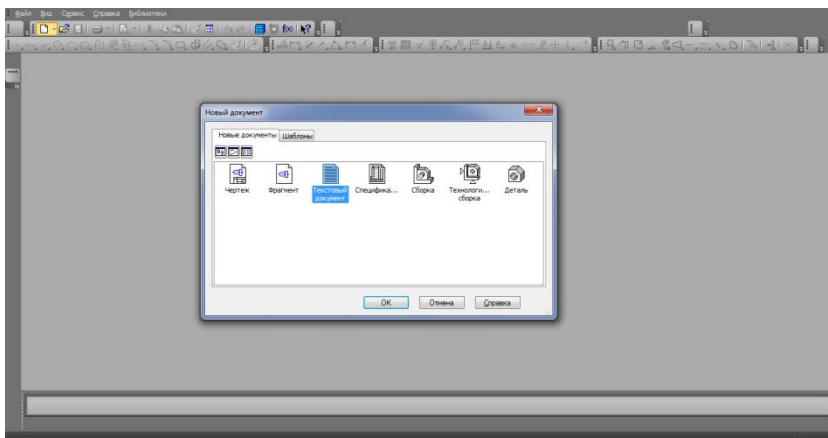 Файл Вид Сервис Справка Библиотеки
Новый документ
Новые документы Шаблоны
Чертеж Фрагмент Текстовый документ Специфика... Сборка Технологи... сборка Деталь
ОК Отмена Справка